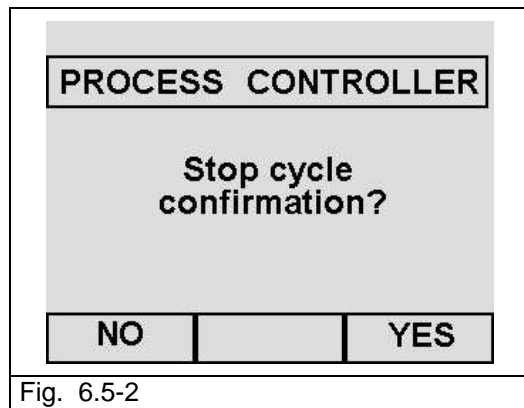 PROCESS CONTROLLER
Stop cycle
confirmation?
NO YES
Fig. 6.5-2